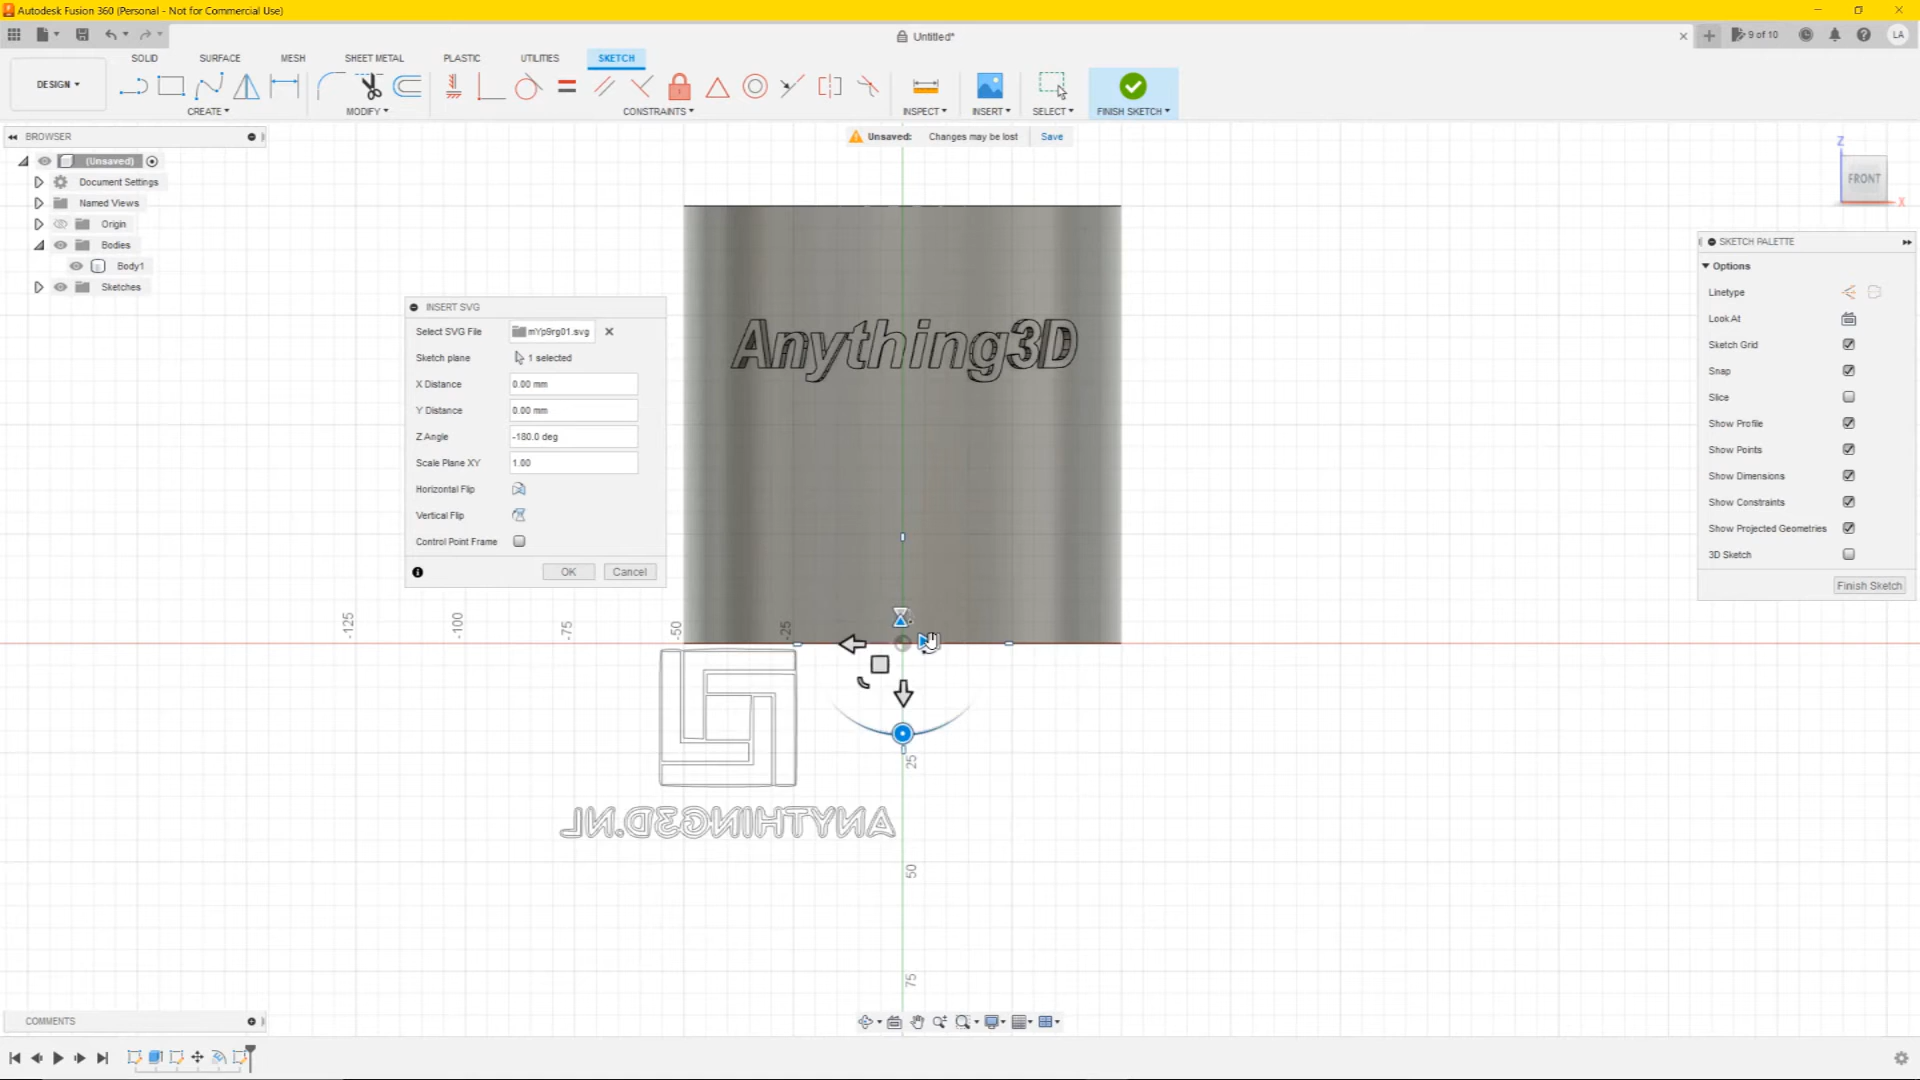 Autodesk Fusion 360 (Personal - Not for Commercial Use)
Untitled*
9 of 10
LA
DESIGN
SOLID
SURFACE
MESH
SHEET METAL
PLASTIC
UTILITIES
SKETCH
CREATE
MODIFY
CONSTRAINTS
INSPECT
INSERT
SELECT
FINISH SKETCH
BROWSER
Unsaved: Changes may be lost Save
(Unsaved)
Document Settings
Named Views
Origin
Bodies
Body1
Sketches
Z
FRONT
X
INSERT SVG
Select SVG File mYp9rg01.svg
Sketch plane 1 selected
X Distance 0.00 mm
Y Distance 0.00 mm
Z Angle -180.0 deg
Scale Plane XY 1.00
Horizontal Flip
Vertical Flip
Control Point Frame
OK Cancel
Anything3D
SKETCH PALETTE
Options
Linetype
Look At
Sketch Grid
Snap
Slice
Show Profile
Show Points
Show Dimensions
Show Constraints
Show Projected Geometries
3D Sketch
Finish Sketch
-125
-100
-75
-50
-25
25
50
75
ANYTHING3D.NL
COMMENTS